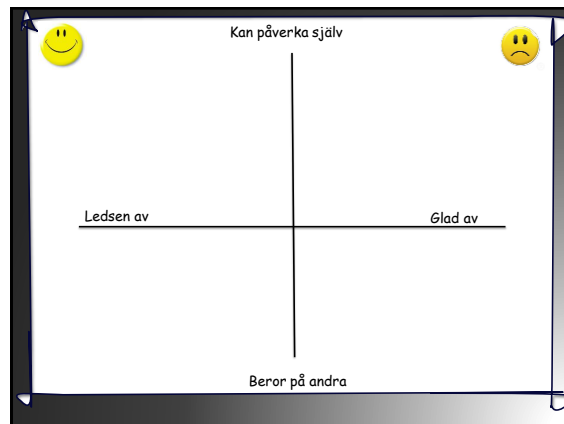 Kan påverka själv
Ledsen av
Glad av
Beror på andra